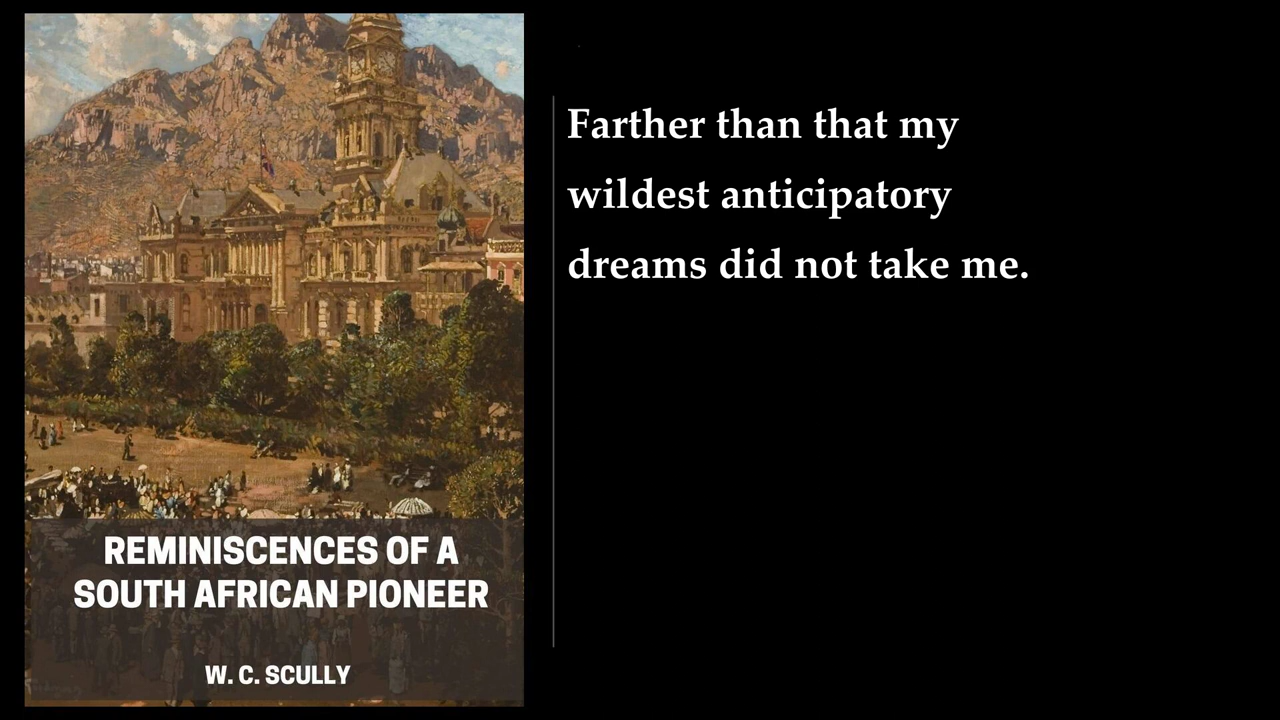 Farther than that my
wildest anticipatory
dreams did not take me.
REMINISCENCES OF A
SOUTH AFRICAN PIONEER
W. C. SCULLY